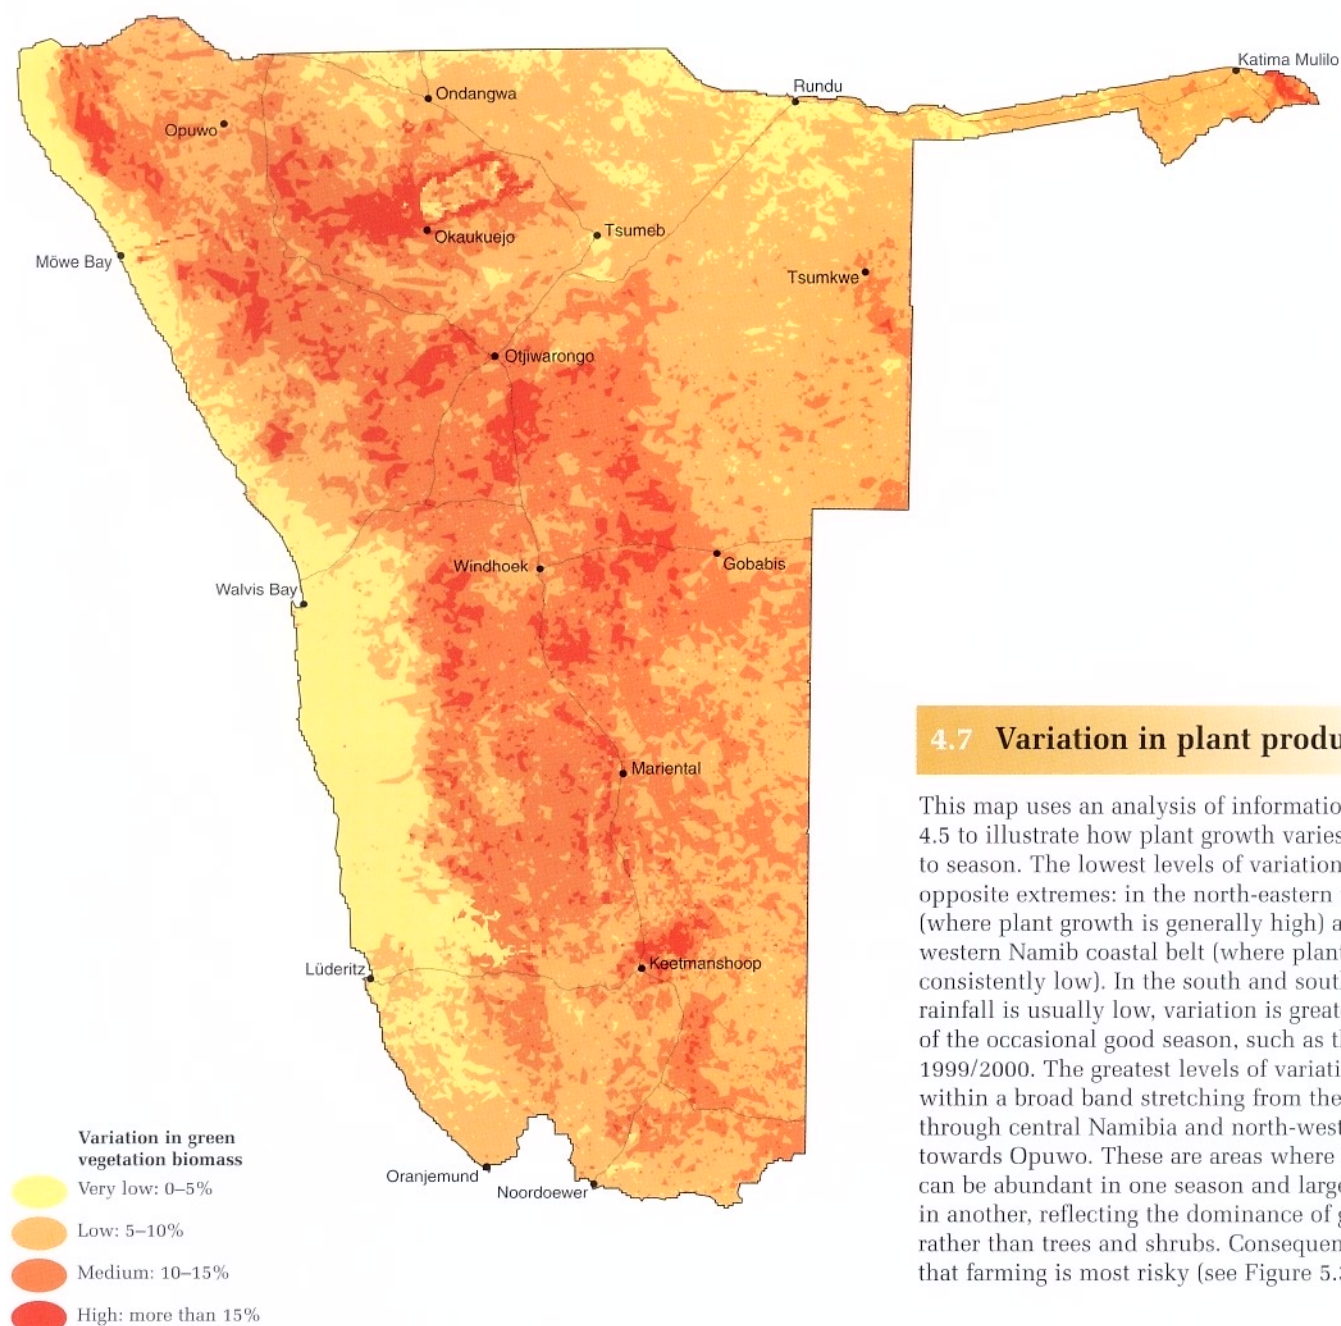 Katima Mulilo
Rundu
Ondangwa
Opuwo
Okaukuejo
Tsumeb
Möwe Bay
Tsumkwe
Otjiwarongo
Windhoek
Gobabis
Walvis Bay
Mariental
Lüderitz
Keetmanshoop
Oranjemund
Noordoewer
Variation in green
vegetation biomass
Very low: 0–5%
Low: 5–10%
Medium: 10–15%
High: more than 15%
4.7 Variation in plant produ
This map uses an analysis of informatio
4.5 to illustrate how plant growth varies
to season. The lowest levels of variation
opposite extremes: in the north-eastern
(where plant growth is generally high) a
western Namib coastal belt (where plant
consistently low). In the south and sout
rainfall is usually low, variation is great
of the occasional good season, such as t
1999/2000. The greatest levels of variati
within a broad band stretching from the
through central Namibia and north-west
towards Opuwo. These are areas where
can be abundant in one season and large
in another, reflecting the dominance of g
rather than trees and shrubs. Consequen
that farming is most risky (see Figure 5.